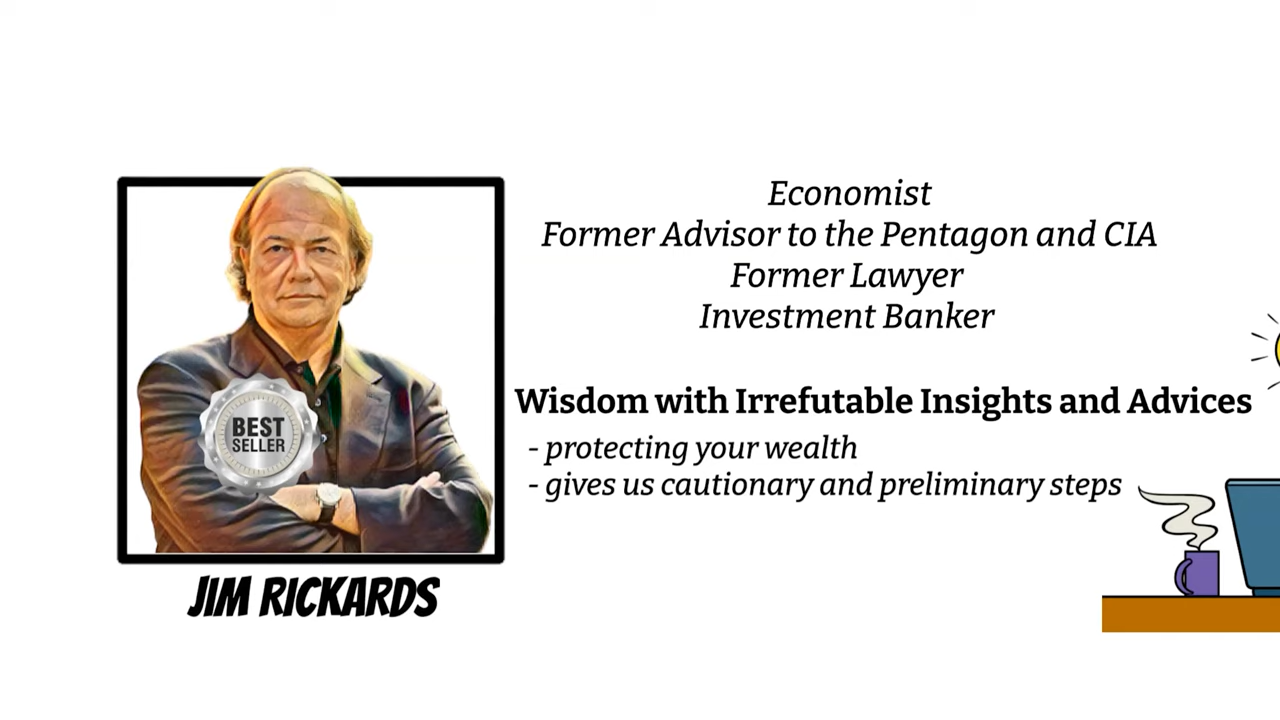 Economist
Former Advisor to the Pentagon and CIA
Former Lawyer
Investment Banker
Wisdom with Irrefutable Insights and Advices
- protecting your wealth
- gives us cautionary and preliminary steps
BEST
SELLER
JIM RICKARDS